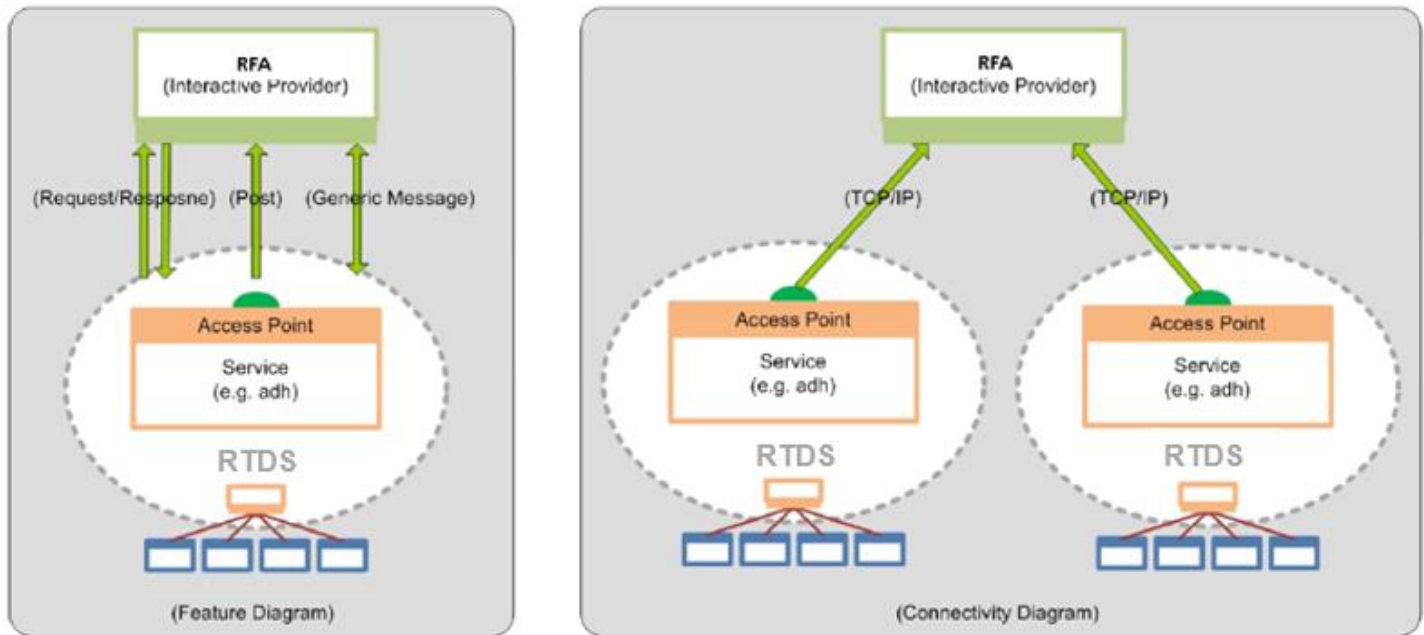 RFA
(Interactive Provider)
(Request/Resposne) (Post) (Generic Message)
Access Point
Service
(e.g. adh)
RTDS
(Feature Diagram)
RFA
(Interactive Provider)
(TCP/IP)
(TCP/IP)
Access Point
Service
(e.g. adh)
RTDS
Access Point
Service
(e.g. adh)
RTDS
(Connectivity Diagram)